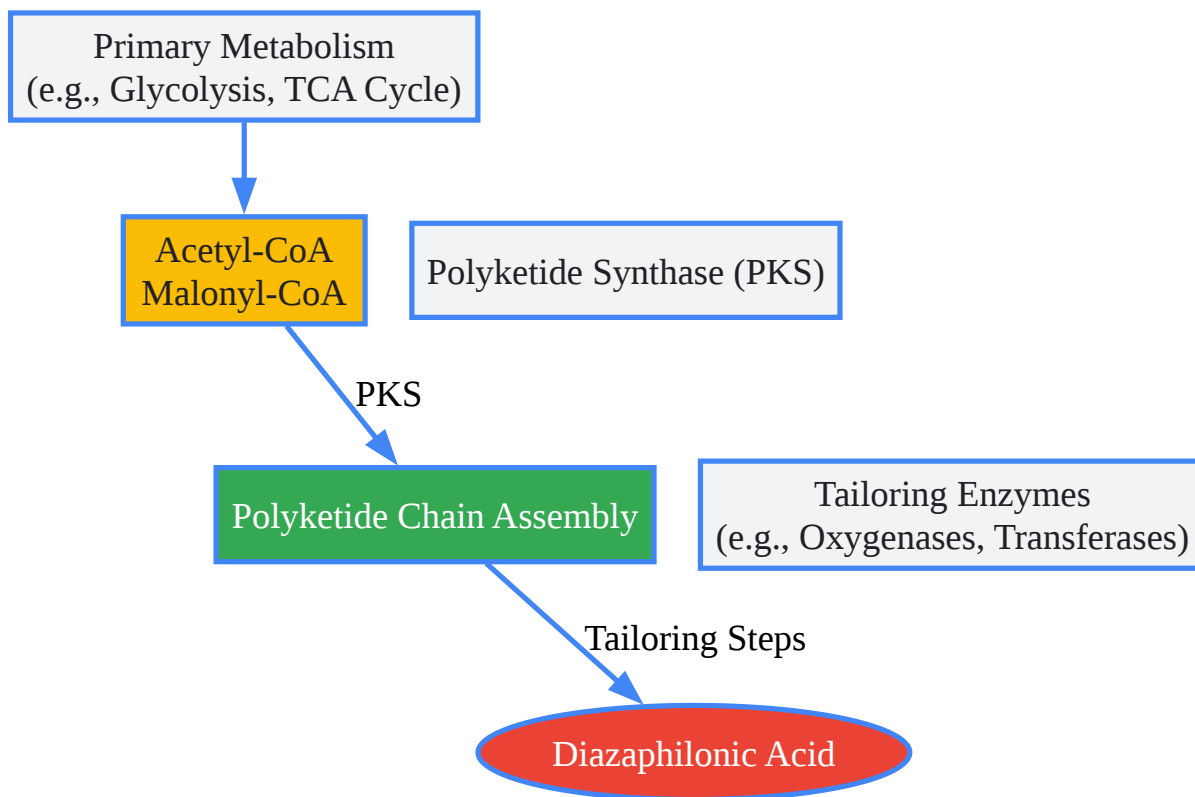 Primary Metabolism
(e.g., Glycolysis, TCA Cycle)
Acetyl-CoA
Malonyl-CoA
Polyketide Synthase (PKS)
PKS
Polyketide Chain Assembly
Tailoring Enzymes
(e.g., Oxygenases, Transferases)
Tailoring Steps
Diazaphilonic Acid